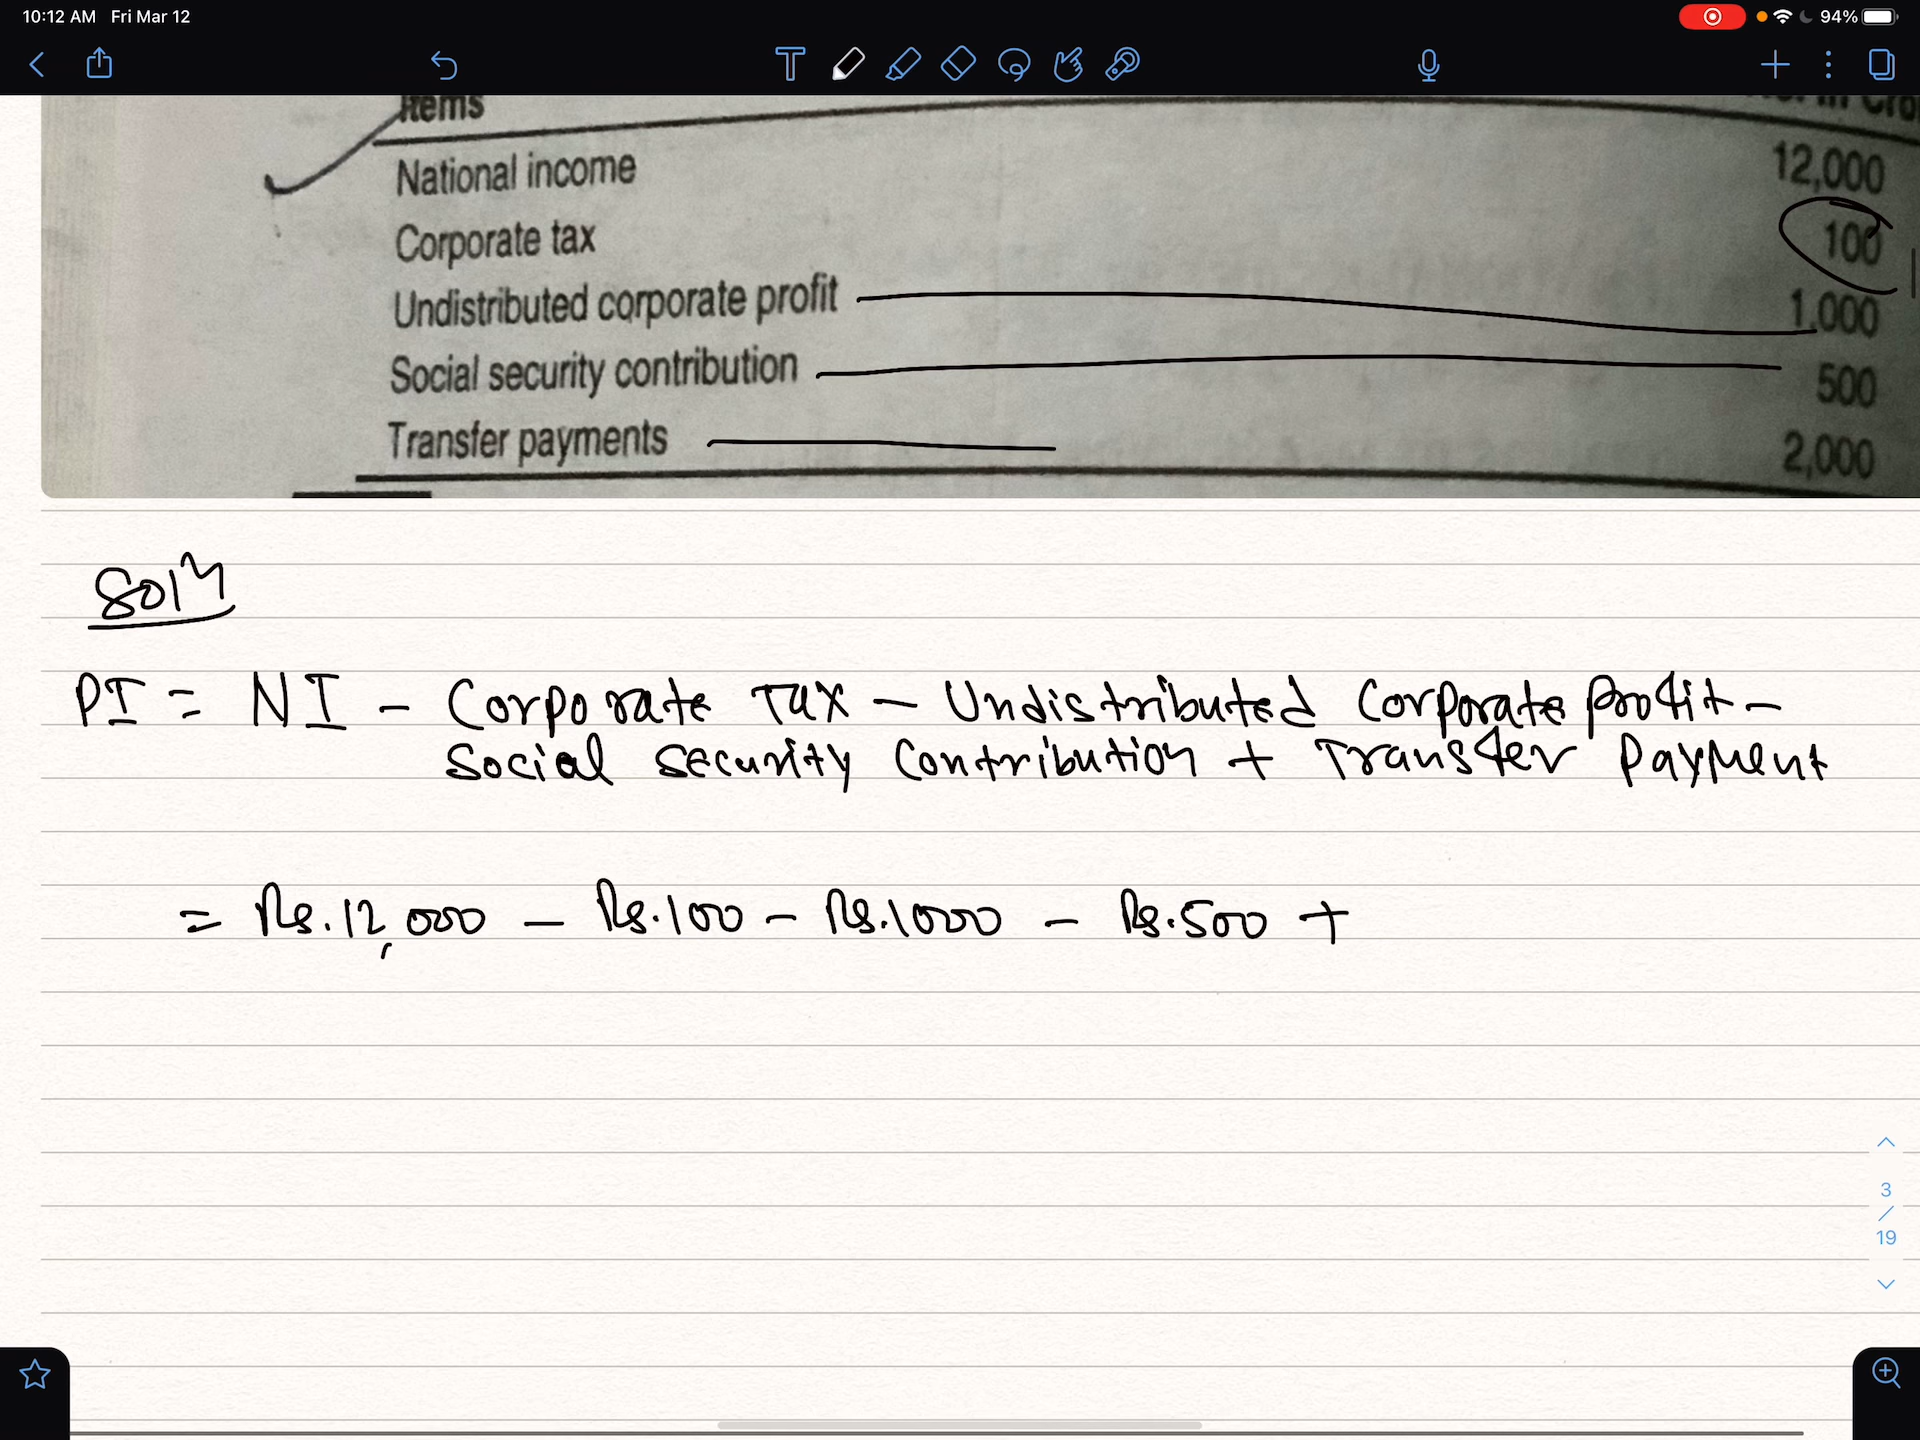 10:12 AM Fri Mar 12
94%
Items
National income 12,000
Corporate tax 100
Undistributed corporate profit 1,000
Social security contribution 500
Transfer payments 2,000
Soln
PI = NI - Corporate Tax - Undistributed Corporate Profit -
Social Security Contribution + Transfer Payment
= Rs. 12,000 - Rs. 100 - Rs. 1000 - Rs. 500 +
3
/
19